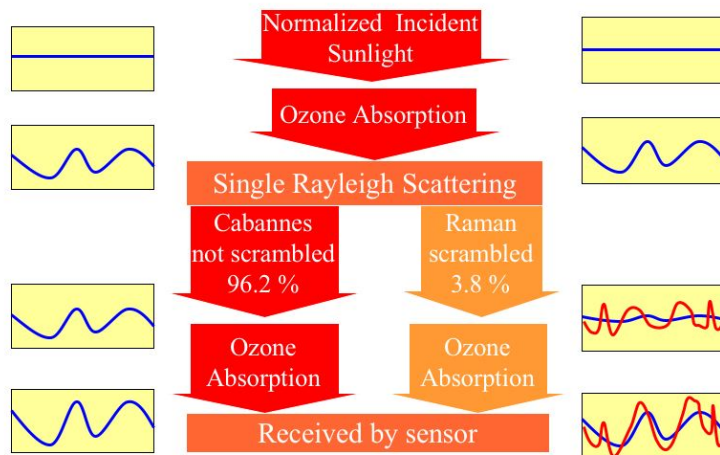 Normalized Incident
Sunlight
Ozone Absorption
Single Rayleigh Scattering
Cabannes
not scrambled
96.2 %
Raman
scrambled
3.8 %
Ozone
Absorption
Ozone
Absorption
Received by sensor